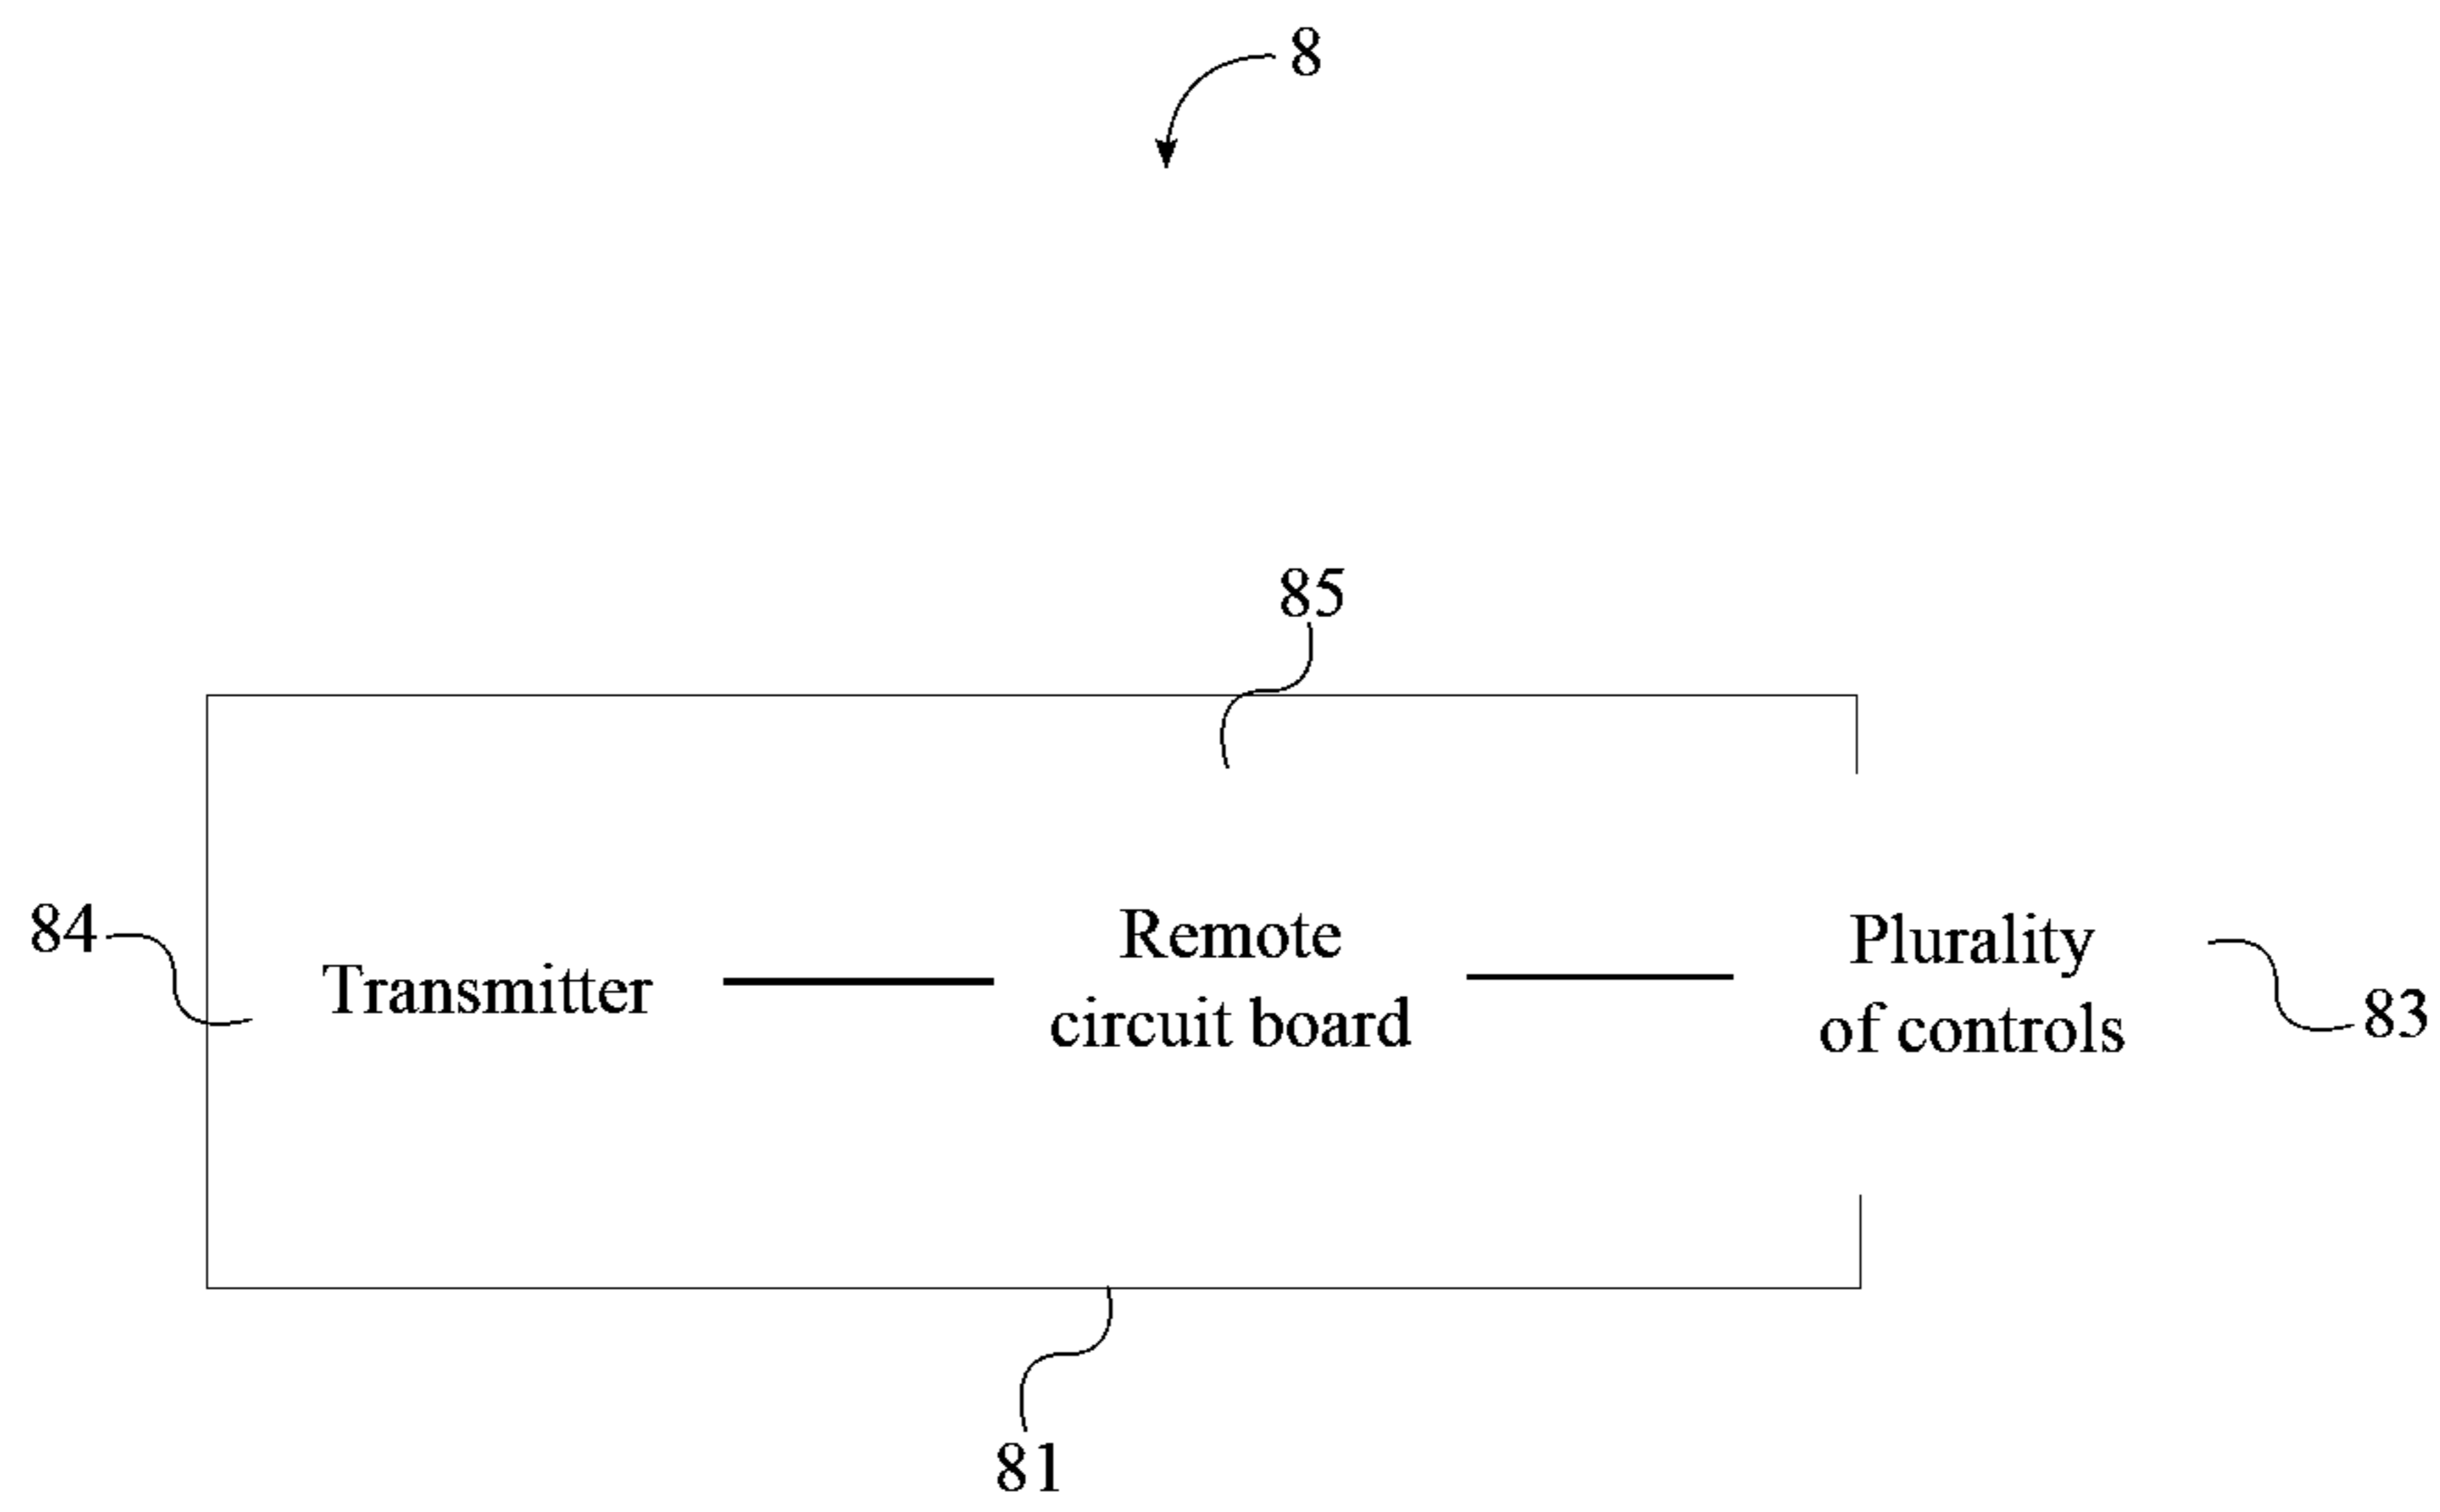 8
85
84
Transmitter
Remote
circuit board
Plurality
of controls
83
81